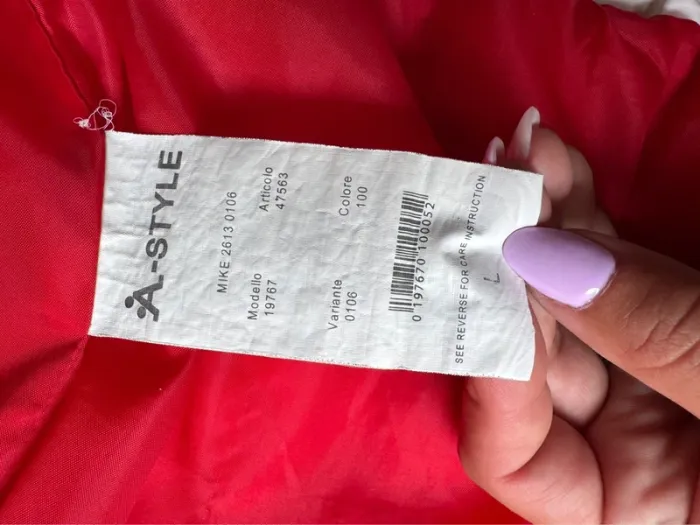 A-STYLE
MIKE 2613 0106
Modello Articolo
19767 47563
Variante Colore
0106 100
0 197670 100052
SEE REVERSE FOR CARE INSTRUCTION
L